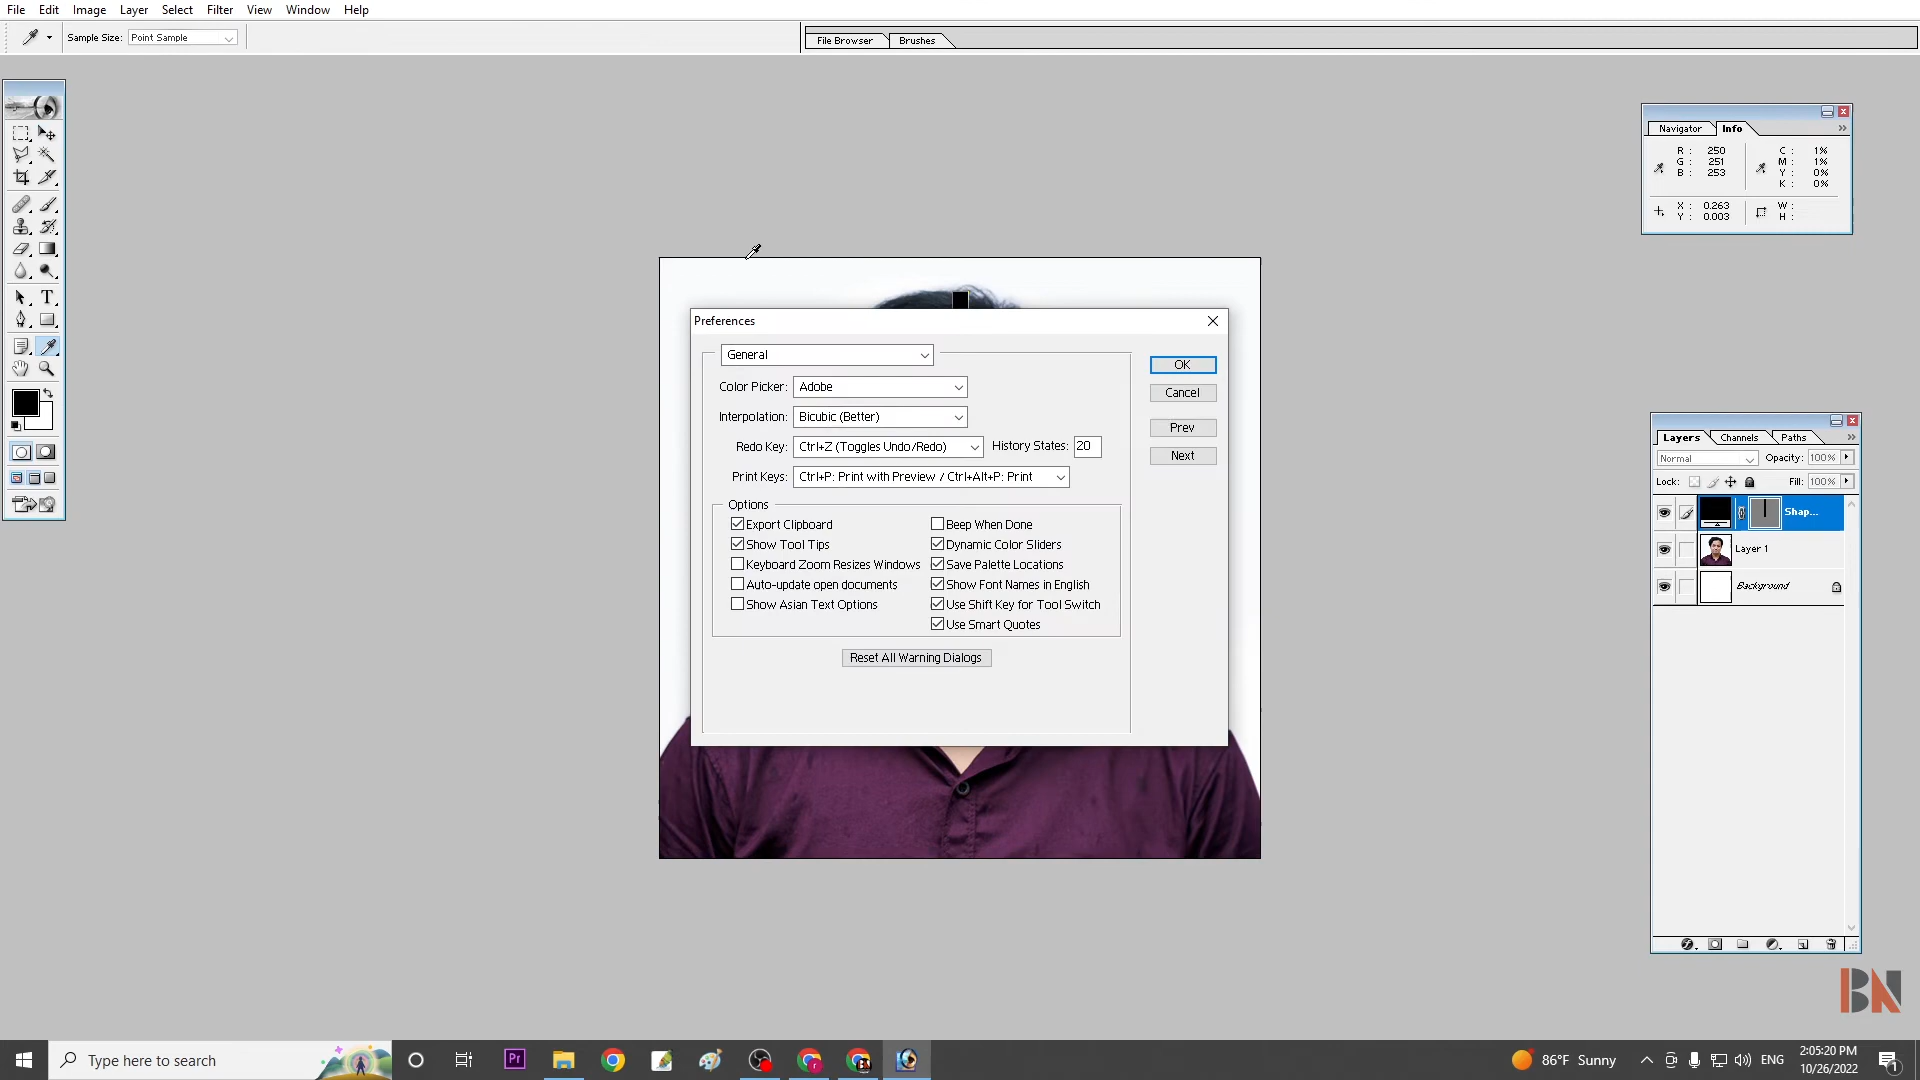 File Edit Image Layer Select Filter View Window Help
Sample Size: Point Sample
File Browser Brushes
Navigator Info
R : 250 C : 1%
G : 251 M : 1%
B : 253 Y : 0%
K : 0%
X : 0.263 W :
Y : 0.003 H :
Preferences
General
OK
Color Picker: Adobe
Cancel
Interpolation: Bicubic (Better)
Prev
Redo Key: Ctrl+Z (Toggles Undo/Redo) History States: 20
Next
Print Keys: Ctrl+P: Print with Preview / Ctrl+Alt+P: Print
Options
Export Clipboard Beep When Done
Show Tool Tips Dynamic Color Sliders
Keyboard Zoom Resizes Windows Save Palette Locations
Auto-update open documents Show Font Names in English
Show Asian Text Options Use Shift Key for Tool Switch
Use Smart Quotes
Reset All Warning Dialogs
Layers Channels Paths
Normal Opacity: 100%
Lock: Fill: 100%
Shap...
Layer 1
Background
BN
Type here to search
Pr
86°F Sunny
ENG
2:05:20 PM
10/26/2022
1